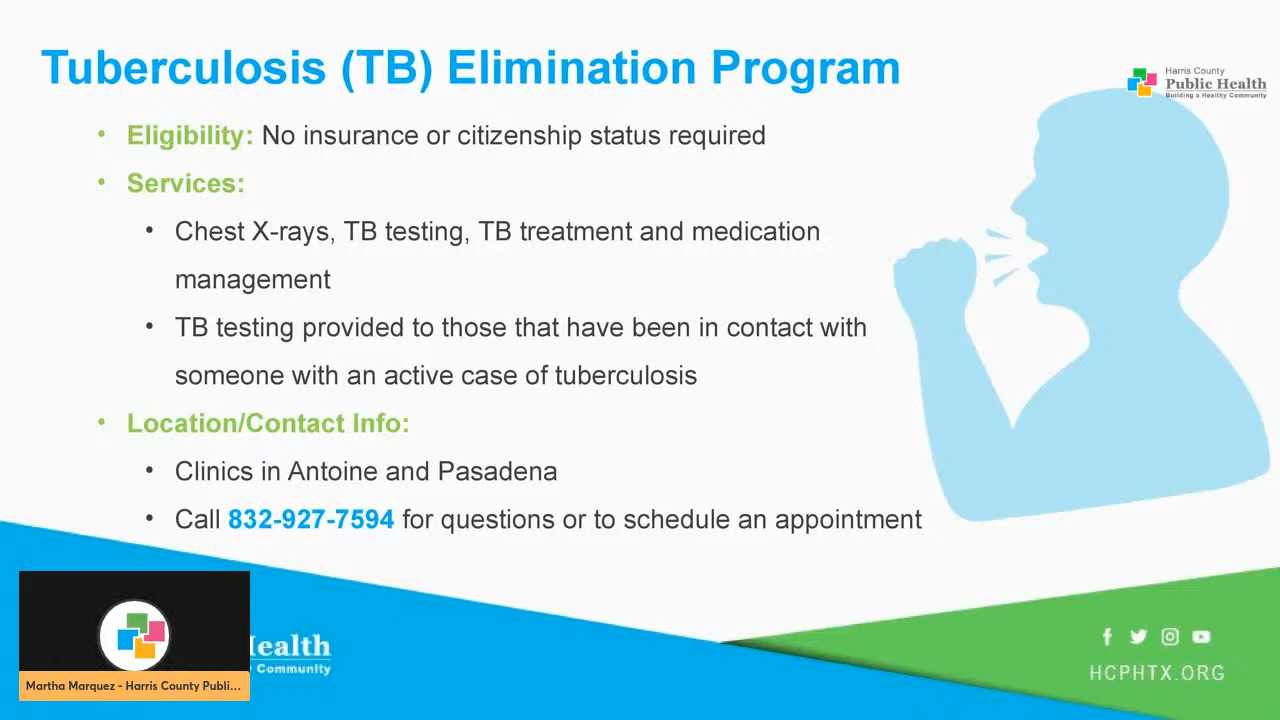 Tuberculosis (TB) Elimination Program
Harris County
Public Health
Building a Healthy Community
• Eligibility: No insurance or citizenship status required
• Services:
• Chest X-rays, TB testing, TB treatment and medication
management
• TB testing provided to those that have been in contact with
someone with an active case of tuberculosis
• Location/Contact Info:
• Clinics in Antoine and Pasadena
• Call 832-927-7594 for questions or to schedule an appointment
Health
Community
Martha Marquez - Harris County Publi...
HCPHTX.ORG